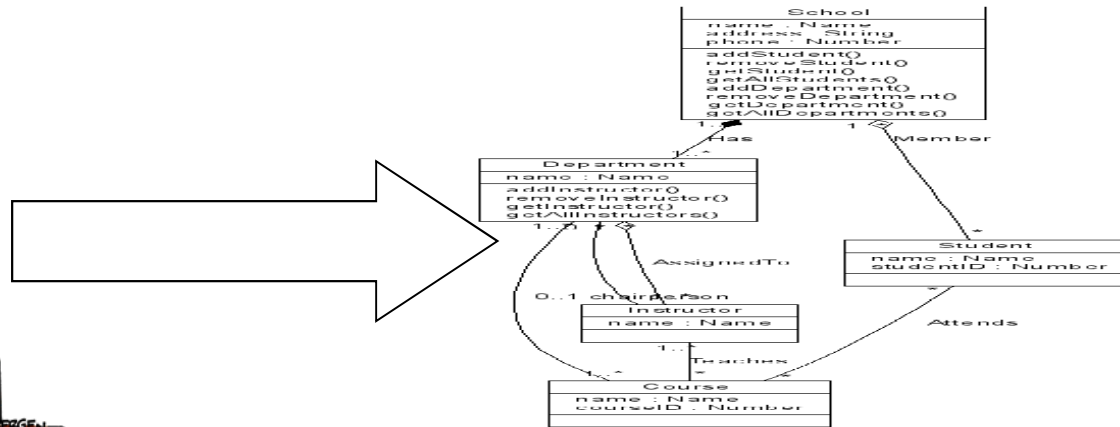 School
name : Name
address : String
phone : Number
addStudent()
removeStudent()
getStudent()
getAllStudents()
addDepartment()
removeDepartment()
getDepartment()
getAllDepartments()
1
Has
Member
1..*
Department
name : Name
addInstructor()
removeInstructor()
getInstructor()
getAllInstructors()
*
Student
name : Name
studentID : Number
AssignedTo
0..1 chairperson
*
Instructor
name : Name
Attends
1..*
Teaches
1..*
*
*
Course
name : Name
courseID : Number